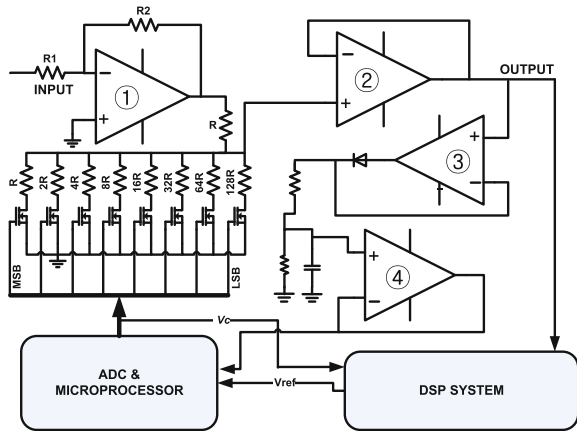 R2
R1
INPUT
−
+
1
R
−
+
2
OUTPUT
+
−
3
R
2R
4R
8R
16R
32R
64R
128R
MSB
LSB
+
−
4
Vc
Vref
ADC &
MICROPROCESSOR
DSP SYSTEM